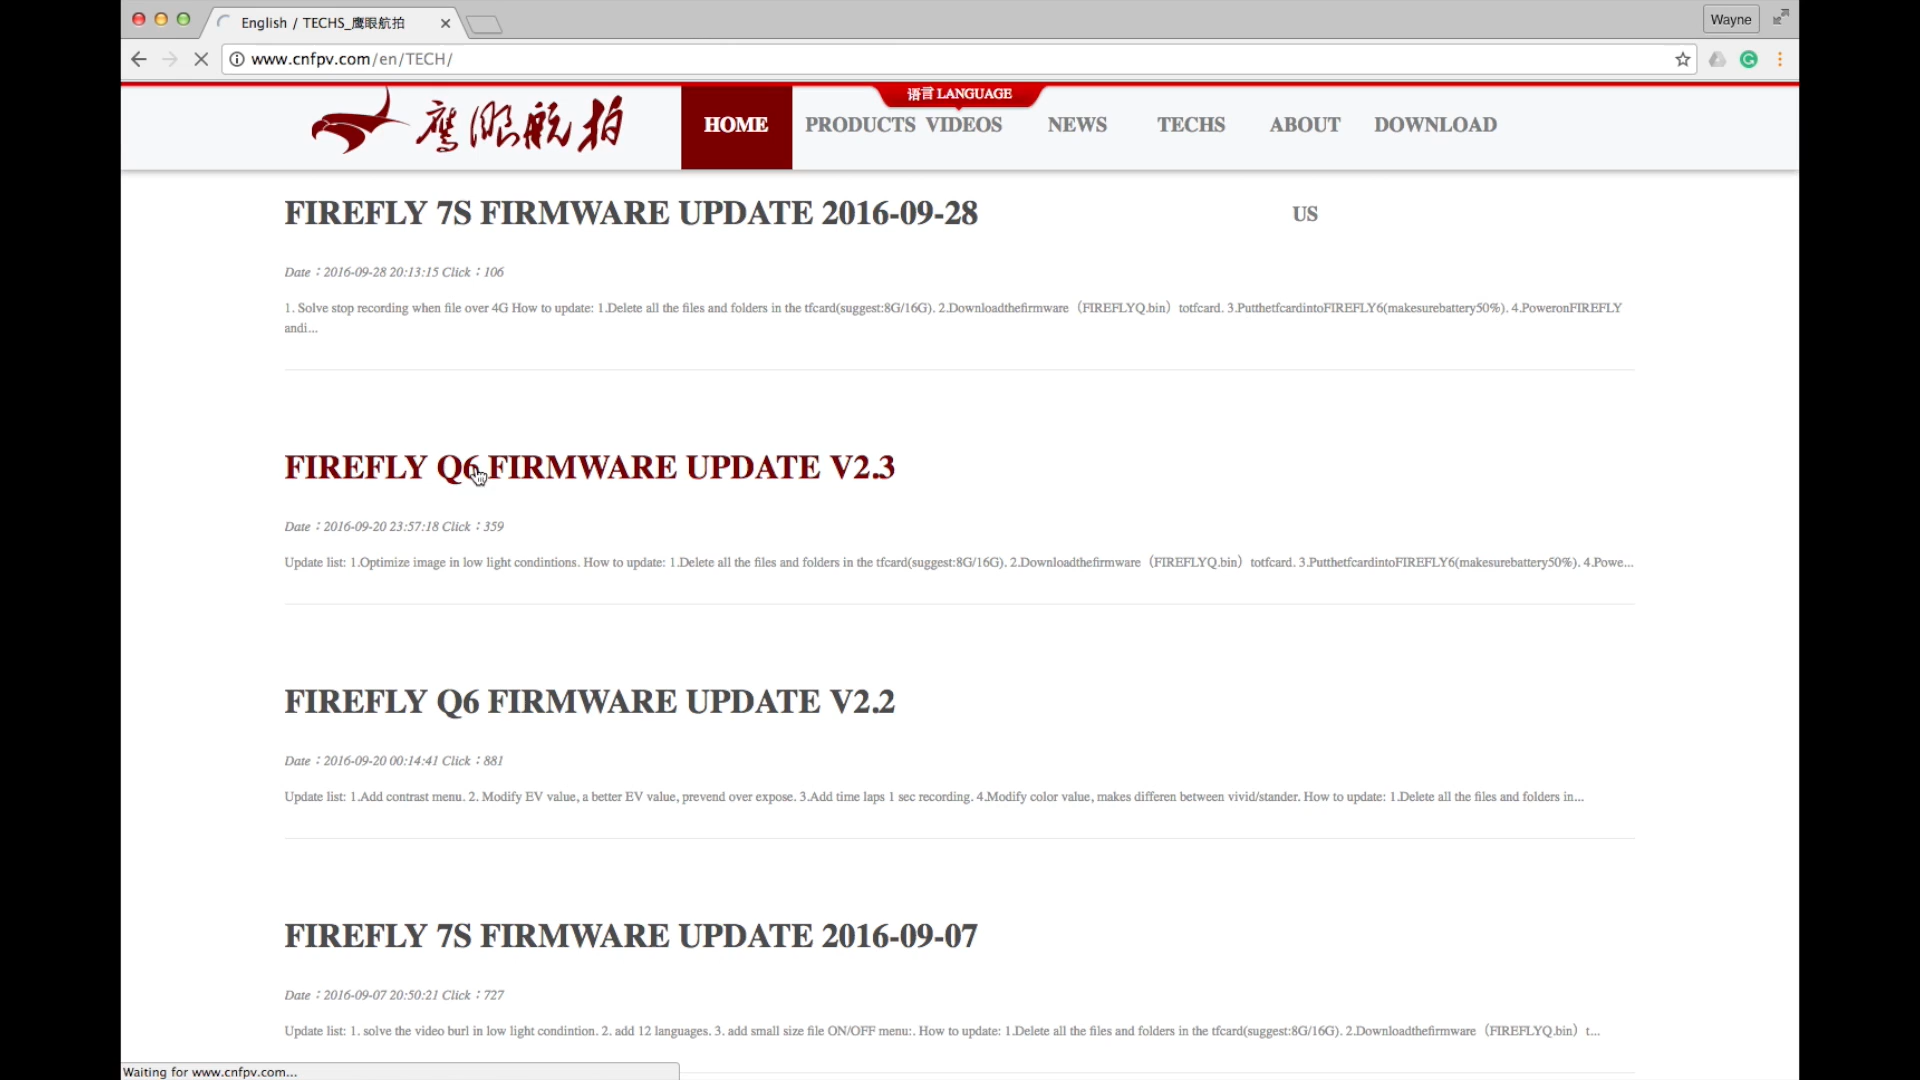 English / TECHS_鹰眼航拍
Wayne
www.cnfpv.com/en/TECH/
语言 LANGUAGE
鹰眼航拍
HOME PRODUCTS VIDEOS NEWS TECHS ABOUT US DOWNLOAD
FIREFLY 7S FIRMWARE UPDATE 2016-09-28
Date：2016-09-28 20:13:15 Click：106
1. Solve stop recording when file over 4G How to update: 1.Delete all the files and folders in the tfcard(suggest:8G/16G). 2.Downloadthefirmware（FIREFLYQ.bin）totfcard. 3.PutthetfcardintoFIREFLY6(makesurebattery50%). 4.PoweronFIREFLY
andi...
FIREFLY Q6 FIRMWARE UPDATE V2.3
Date：2016-09-20 23:57:18 Click：359
Update list: 1.Optimize image in low light condintions. How to update: 1.Delete all the files and folders in the tfcard(suggest:8G/16G). 2.Downloadthefirmware（FIREFLYQ.bin）totfcard. 3.PutthetfcardintoFIREFLY6(makesurebattery50%). 4.Powe...
FIREFLY Q6 FIRMWARE UPDATE V2.2
Date：2016-09-20 00:14:41 Click：881
Update list: 1.Add contrast menu. 2. Modify EV value, a better EV value, prevend over expose. 3.Add time laps 1 sec recording. 4.Modify color value, makes differen between vivid/stander. How to update: 1.Delete all the files and folders in...
FIREFLY 7S FIRMWARE UPDATE 2016-09-07
Date：2016-09-07 20:50:21 Click：727
Update list: 1. solve the video burl in low light condintion. 2. add 12 languages. 3. add small size file ON/OFF menu:. How to update: 1.Delete all the files and folders in the tfcard(suggest:8G/16G). 2.Downloadthefirmware（FIREFLYQ.bin）t...
Waiting for www.cnfpv.com...